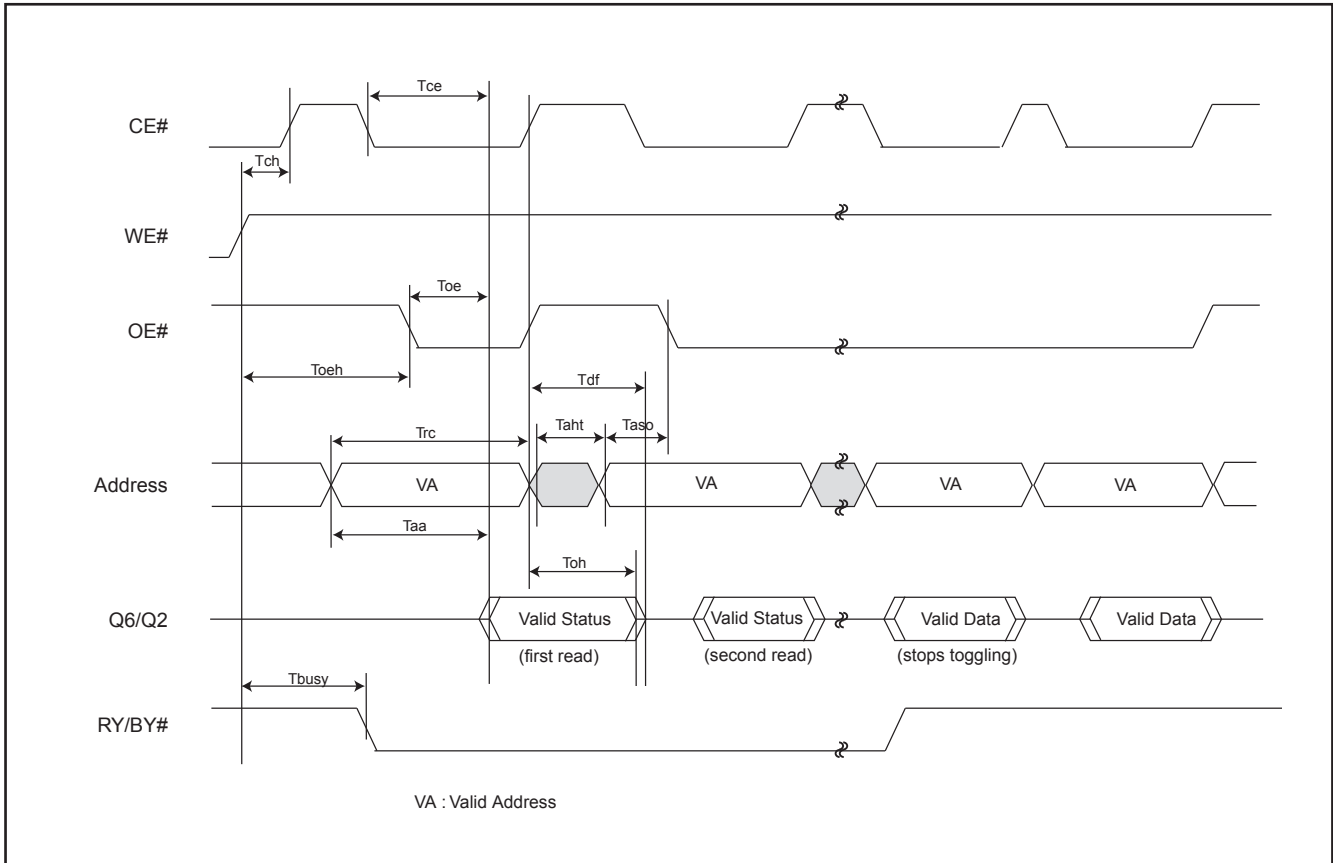 Tce
CE#
Tch
WE#
Toe
OE#
Toeh
Tdf
Trc
Taht
Taso
Address
VA
VA
VA
VA
Taa
Toh
Q6/Q2
Valid Status
Valid Status
Valid Data
Valid Data
(first read)
(second read)
(stops toggling)
Tbusy
RY/BY#
VA : Valid Address